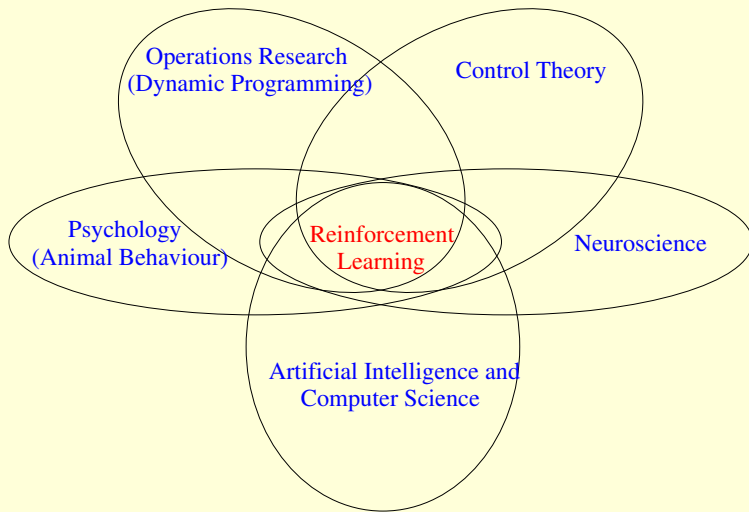 Operations Research
(Dynamic Programming)
Control Theory
Psychology
(Animal Behaviour)
Reinforcement
Learning
Neuroscience
Artificial Intelligence and
Computer Science